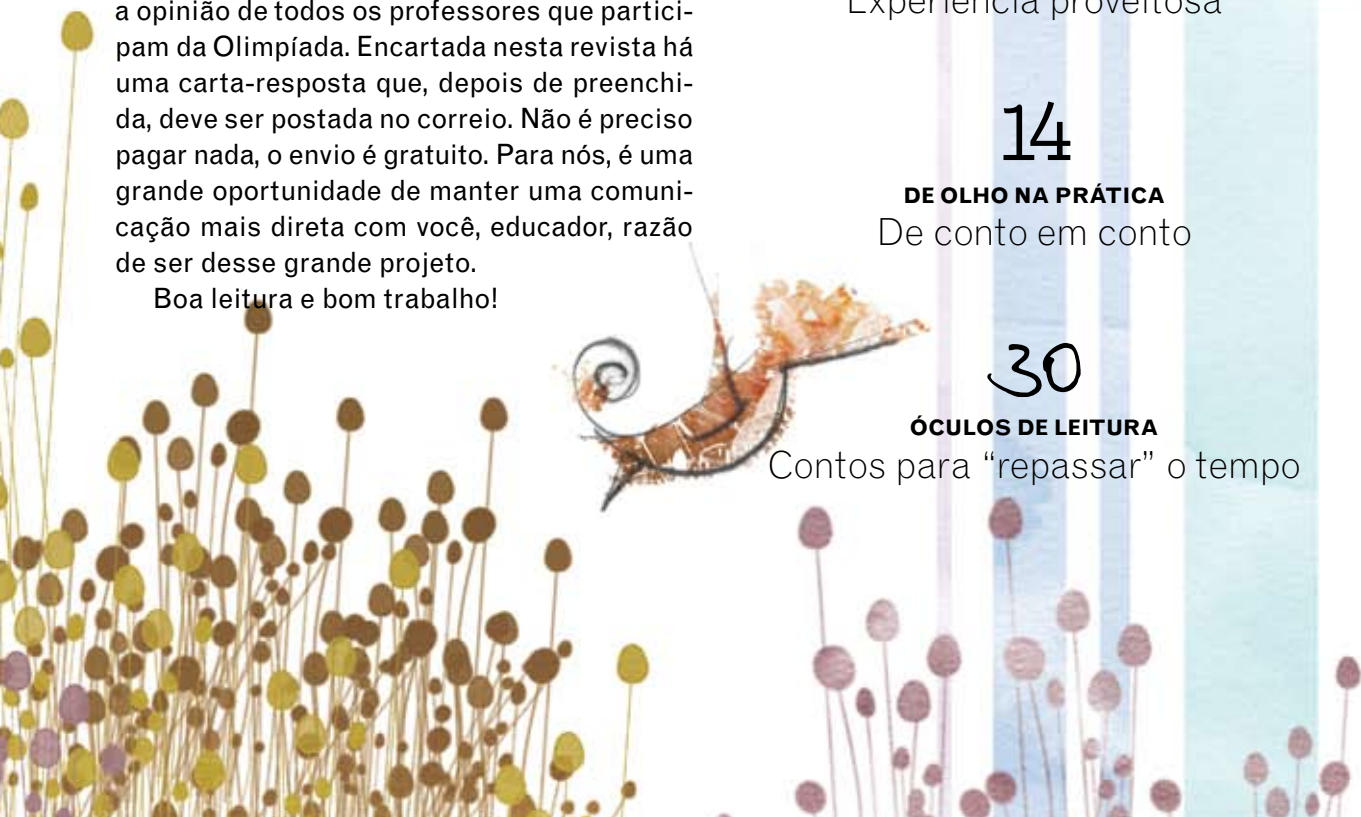 a opinião de todos os professores que partici-
pam da Olimpíada. Encartada nesta revista há
uma carta-resposta que, depois de preenchi-
da, deve ser postada no correio. Não é preciso
pagar nada, o envio é gratuito. Para nós, é uma
grande oportunidade de manter uma comuni-
cação mais direta com você, educador, razão
de ser desse grande projeto.
Boa leitura e bom trabalho!
Experiência proveitosa
14
DE OLHO NA PRÁTICA
De conto em conto
30
ÓCULOS DE LEITURA
Contos para “repassar” o tempo